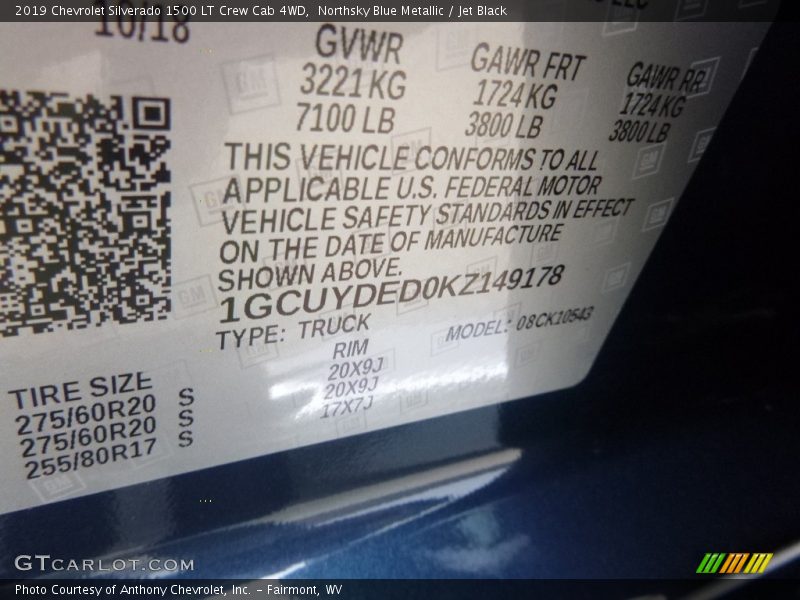 2019 Chevrolet Silverado 1500 LT Crew Cab 4WD, Northsky Blue Metallic / Jet Black
10/18
GVWR GAWR FRT GAWR RR
3221 KG 1724 KG 1724 KG
7100 LB 3800 LB 3800 LB
THIS VEHICLE CONFORMS TO ALL
APPLICABLE U.S. FEDERAL MOTOR
VEHICLE SAFETY STANDARDS IN EFFECT
ON THE DATE OF MANUFACTURE
SHOWN ABOVE.
1GCUYDED0KZ149178
TYPE: TRUCK MODEL: 08CK10543
TIRE SIZE RIM
275/60R20 S 20X9J
275/60R20 S 20X9J
255/80R17 S 17X7J
GTCARLOT.COM
Photo Courtesy of Anthony Chevrolet, Inc. – Fairmont, WV